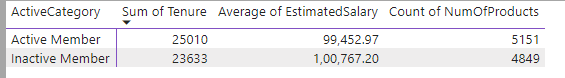 ActiveCategory Sum of Tenure Average of EstimatedSalary Count of NumOfProducts
Active Member 25010 99,452.97 5151
Inactive Member 23633 1,00,767.20 4849